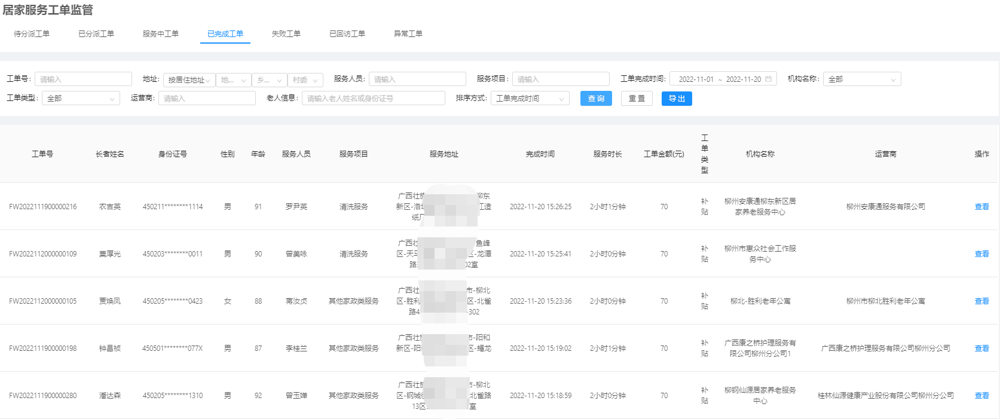 居家服务工单监管
待分派工单 已分派工单 服务中工单 已完成工单 失败工单 已回访工单 异常工单
工单号: 请输入 地址: 按居住地址 地... 乡... 村委 服务人员: 请输入 服务项目: 请输入 工单完成时间: 2022-11-01 ~ 2022-11-20 机构名称: 全部
工单类型: 全部 运营商: 请输入 老人信息: 请输入老人姓名或身份证号 排序方式: 工单完成时间 查询 重置 导出
工单号 长者姓名 身份证号 性别 年龄 服务人员 服务项目 服务地址 完成时间 服务时长 工单金额(元) 工单类型 机构名称 运营商 操作
广西壮族 柳东
柳州安康通柳东新区居
FW2022111900000216 农吉英 450211********1114 男 91 罗尹英 清洗服务 新区-洛 江造 2022-11-20 15:26:25 2小时1分钟 70 补贴 柳州安康通服务有限公司 查看
家养老服务中心
纸厂
广西壮 鱼峰
柳州市惠众社会工作服
FW2022112000000109 粟厚光 450203********0011 男 90 曾美咏 清洗服务 区-天马 区-龙潭 2022-11-20 15:25:41 2小时0分钟 70 补贴 查看
务中心
路 02室
广西壮 市-柳北
FW2022112000000105 贾焕凤 450205********0423 女 88 蒋汝贞 其他家政类服务 区-胜利 区-北雀 2022-11-20 15:23:36 2小时0分钟 70 补贴 柳北-胜利老年公寓 柳州市柳北胜利老年公寓 查看
路4 -302
广西壮族 市-阳和
广西康之桥护理服务有
FW2022111900000198 钟昌祯 450501********077X 男 87 李桂兰 其他家政类服务 新区-阳 区-蟠龙 2022-11-20 15:19:02 2小时1分钟 70 补贴 广西康之桥护理服务有限公司柳州分公司 查看
限公司柳州分公司1
广西壮族 市-柳北
柳钢仙源居家养老服务
FW2022111900000280 潘达森 450205********1310 男 92 曾玉婵 其他家政类服务 区-钢城 北雀路 2022-11-20 15:18:59 2小时0分钟 70 补贴 桂林仙源健康产业股份有限公司柳州分公司 查看
中心
13区 室